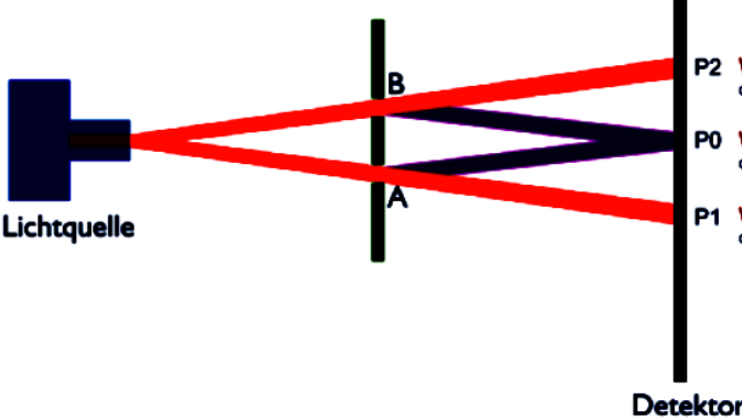 B
P2
P0
A
P1
Lichtquelle
Detektor